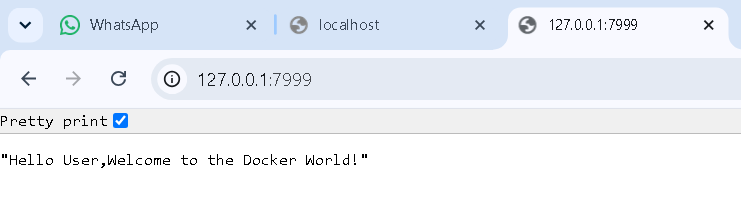 WhatsApp
localhost
127.0.0.1:7999
127.0.0.1:7999
Pretty print
"Hello User,Welcome to the Docker World!"